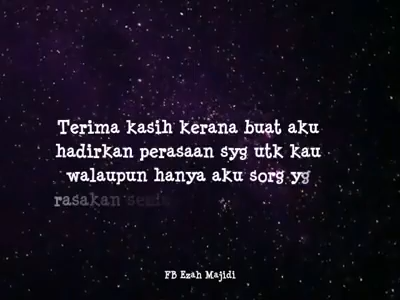 Terima kasih kerana buat aku
hadirkan perasaan syg utk kau
walaupun hanya aku sorg yg
rasakan
FB Ezah Majidi